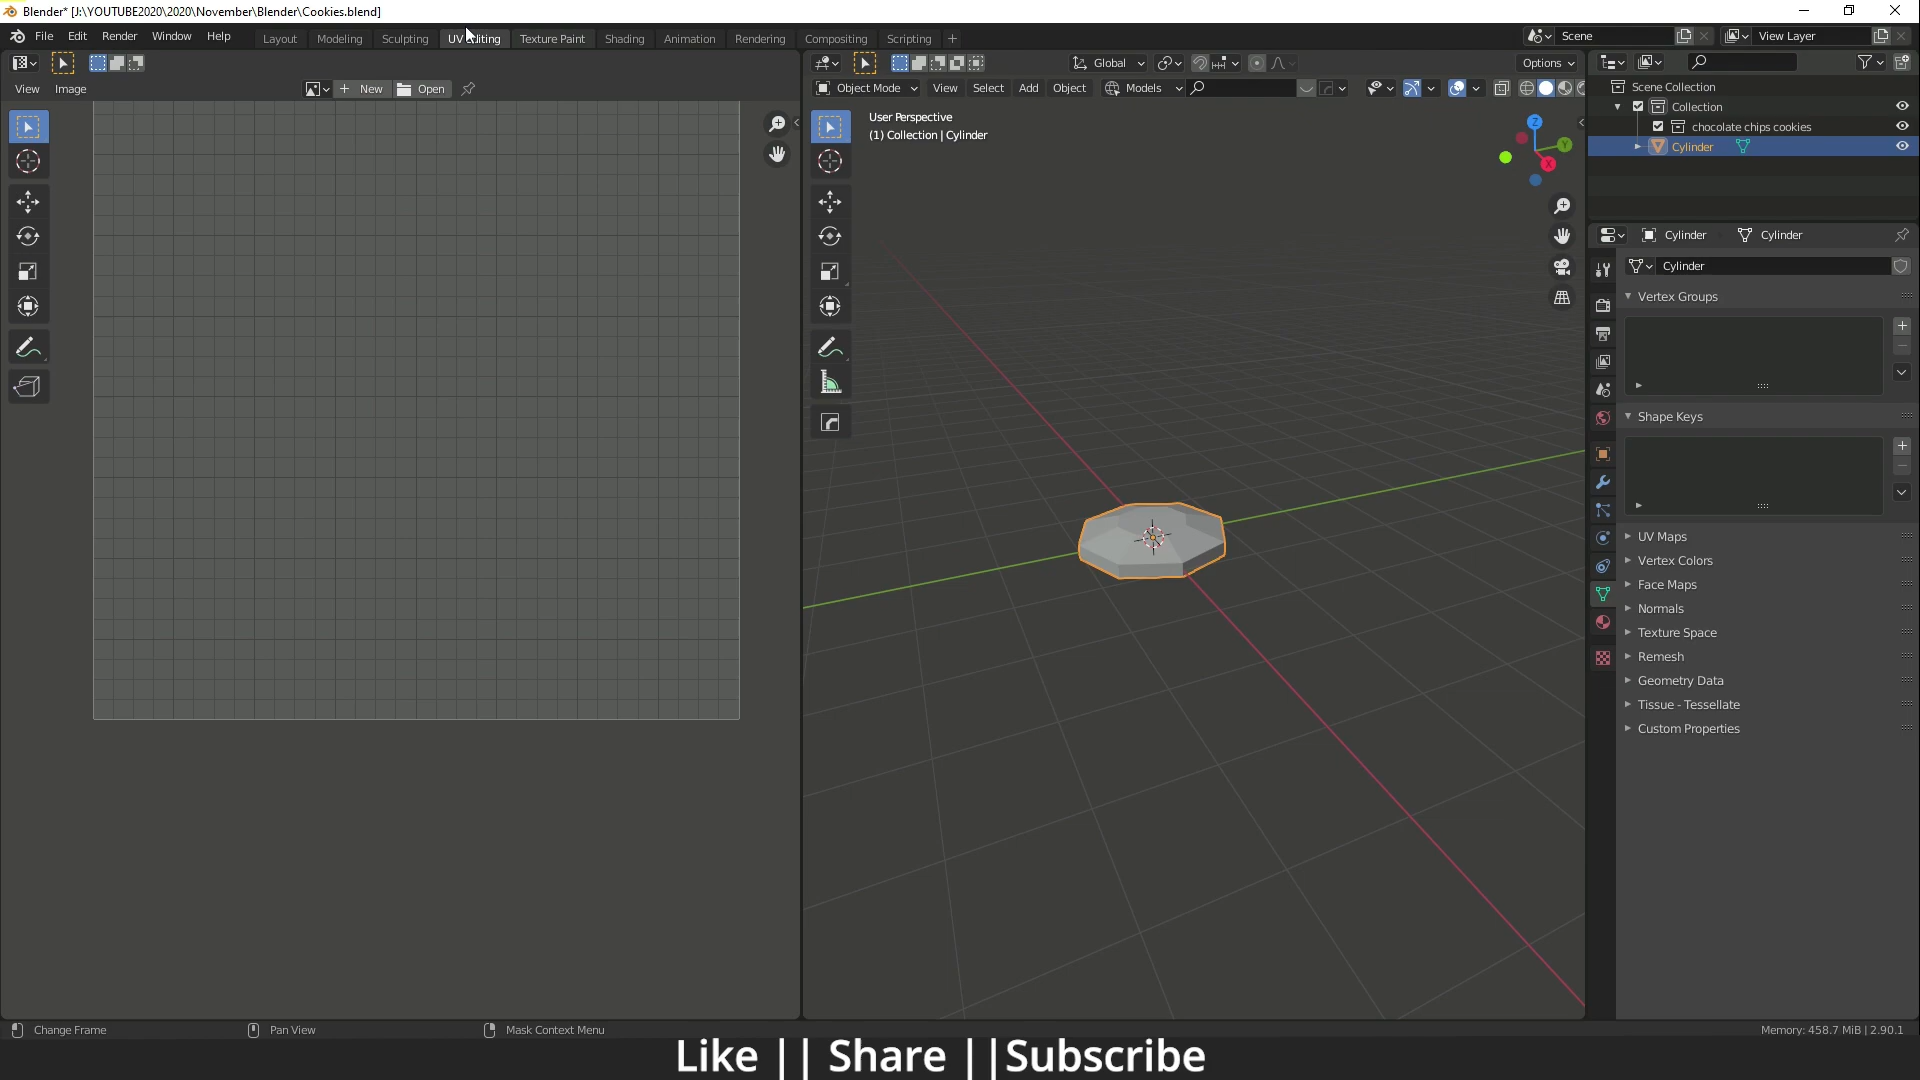 Blender* [J:\YOUTUBE2020\2020\November\Blender\Cookies.blend]
File Edit Render Window Help Layout Modeling Sculpting UV Editing Texture Paint Shading Animation Rendering Compositing Scripting + Scene View Layer
Global Options
View Image + New Open Object Mode View Select Add Object Models
User Perspective
(1) Collection | Cylinder
Z
Y
X
Scene Collection
Collection
chocolate chips cookies
Cylinder
Cylinder Cylinder
Cylinder
Vertex Groups
Shape Keys
UV Maps
Vertex Colors
Face Maps
Normals
Texture Space
Remesh
Geometry Data
Tissue - Tessellate
Custom Properties
Change Frame Pan View Mask Context Menu Memory: 458.7 MiB | 2.90.1
Like || Share ||Subscribe